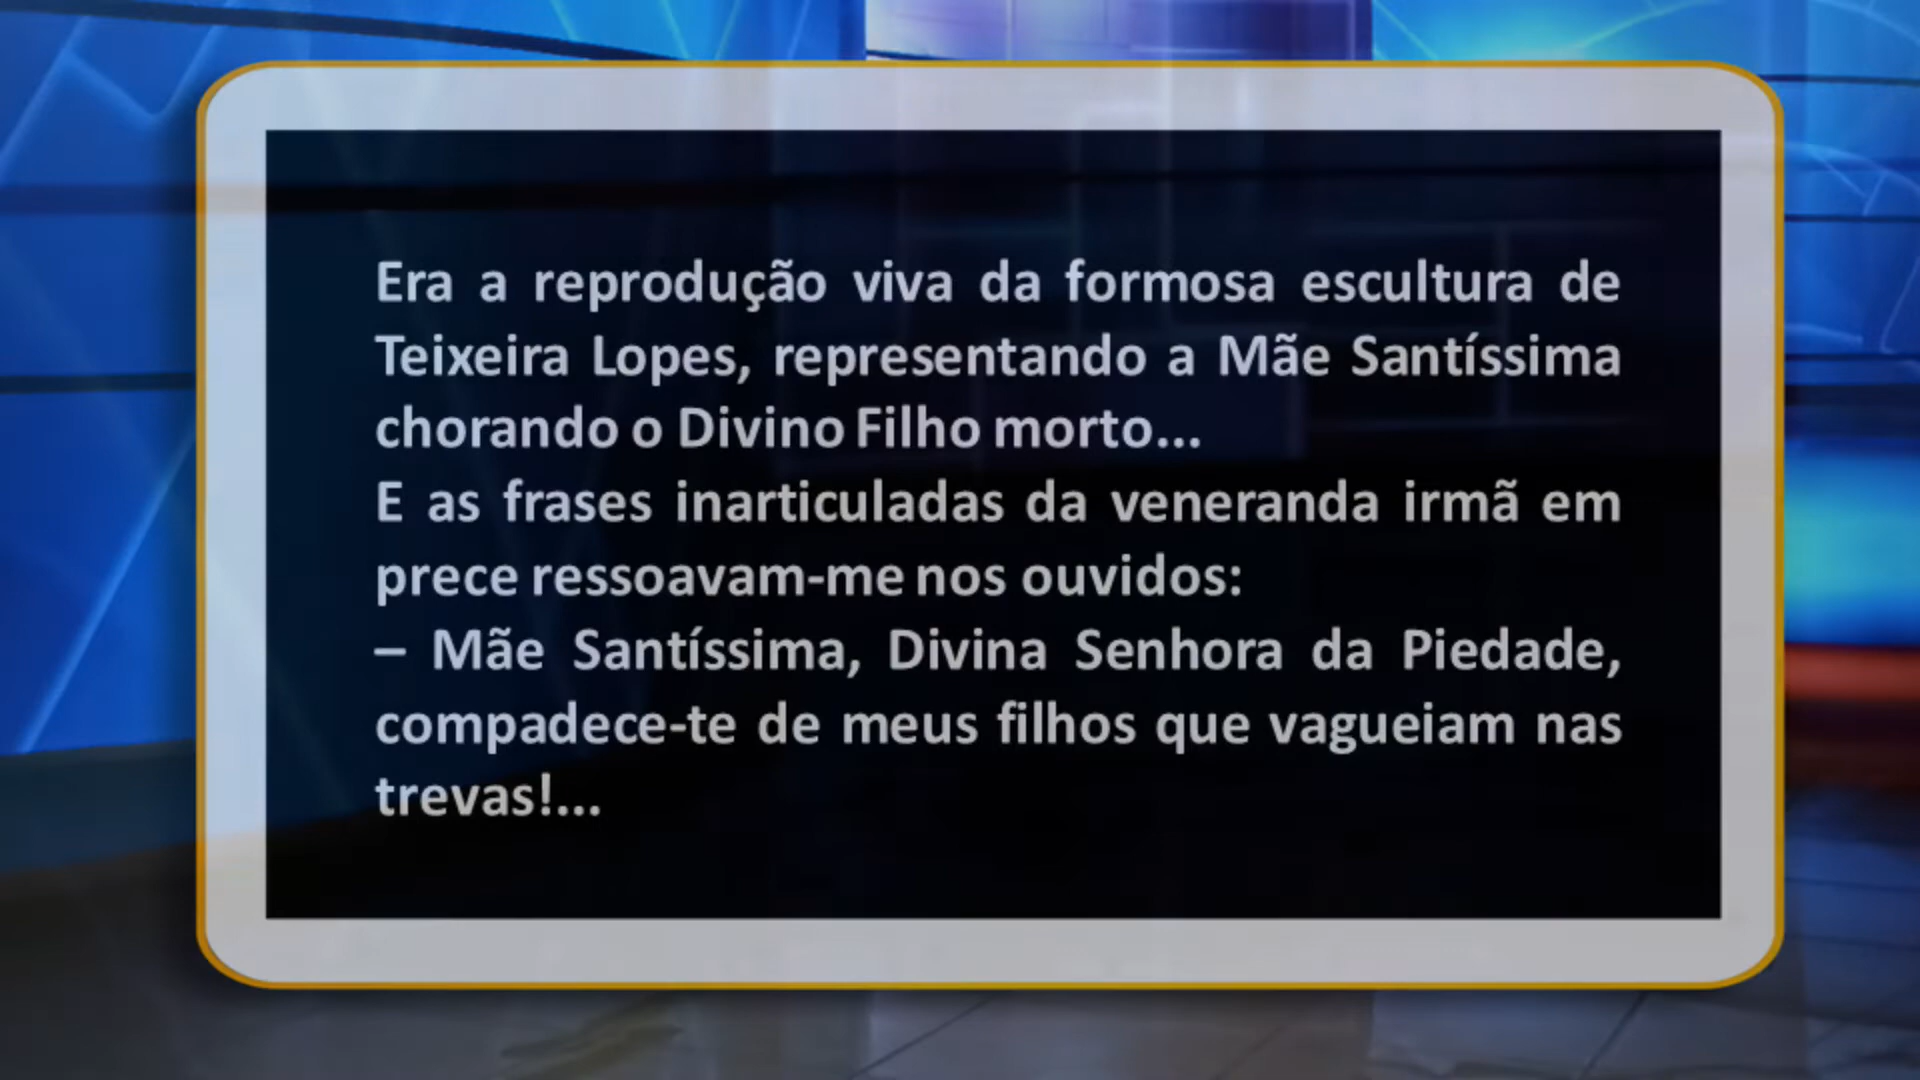 Era a reprodução viva da formosa escultura de
Teixeira Lopes, representando a Mãe Santíssima
chorando o Divino Filho morto...
E as frases inarticuladas da veneranda irmã em
prece ressoavam-me nos ouvidos:
– Mãe Santíssima, Divina Senhora da Piedade,
compadece-te de meus filhos que vagueiam nas
trevas!...